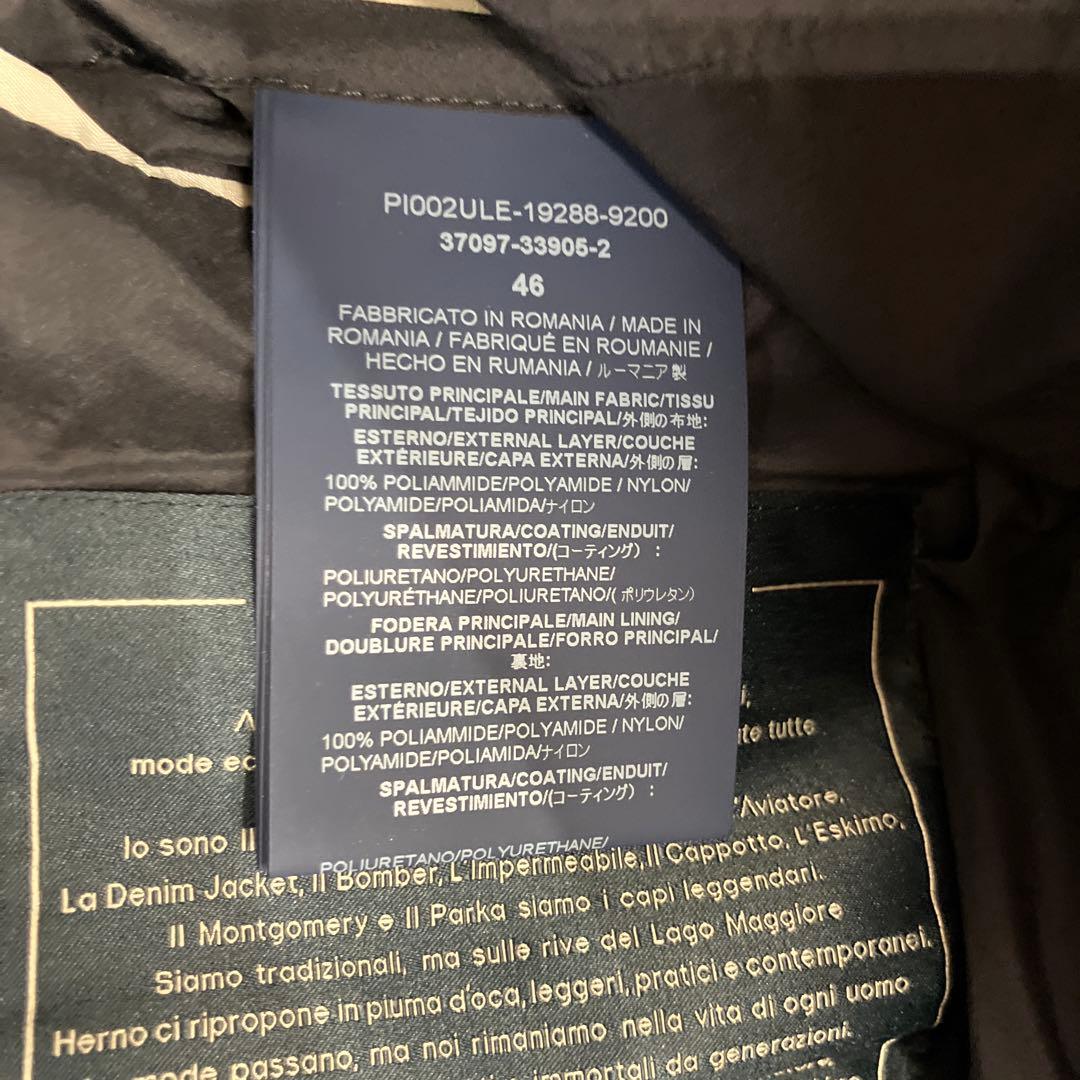 PI002ULE-19288-9200
37097-33905-2
46
FABBRICATO IN ROMANIA / MADE IN
ROMANIA / FABRIQUÉ EN ROUMANIE /
HECHO EN RUMANIA / ルーマニア製
TESSUTO PRINCIPALE/MAIN FABRIC/TISSU
PRINCIPAL/TEJIDO PRINCIPAL/外側の布地:
ESTERNO/EXTERNAL LAYER/COUCHE
EXTÉRIEURE/CAPA EXTERNA/外側の層:
100% POLIAMMIDE/POLYAMIDE / NYLON/
POLYAMIDE/POLIAMIDA/ナイロン
SPALMATURA/COATING/ENDUIT/
REVESTIMIENTO/(コーティング) :
POLIURETANO/POLYURETHANE/
POLYURÉTHANE/POLIURETANO/(ポリウレタン)
FODERA PRINCIPALE/MAIN LINING/
DOUBLURE PRINCIPALE/FORRO PRINCIPAL/
裏地:
ESTERNO/EXTERNAL LAYER/COUCHE
EXTÉRIEURE/CAPA EXTERNA/外側の層:
100% POLIAMMIDE/POLYAMIDE / NYLON/
POLYAMIDE/POLIAMIDA/ナイロン
SPALMATURA/COATING/ENDUIT/
REVESTIMIENTO/(コーティング) :
POLIURETANO/POLYURETHANE/
mode tutte
Io sono Il Aviatore,
La Denim Jacket, Il Bomber, L'Impermeabile, Il Cappotto, L'Eskimo,
Il Montgomery e Il Parka siamo i capi leggendari.
Siamo tradizionali, ma sulle rive del Lago Maggiore
Herno ci ripropone in piuma d'oca, leggeri, pratici e contemporanei.
mode passano, ma noi rimaniamo nella vita di ogni uomo
immortali da generazioni.